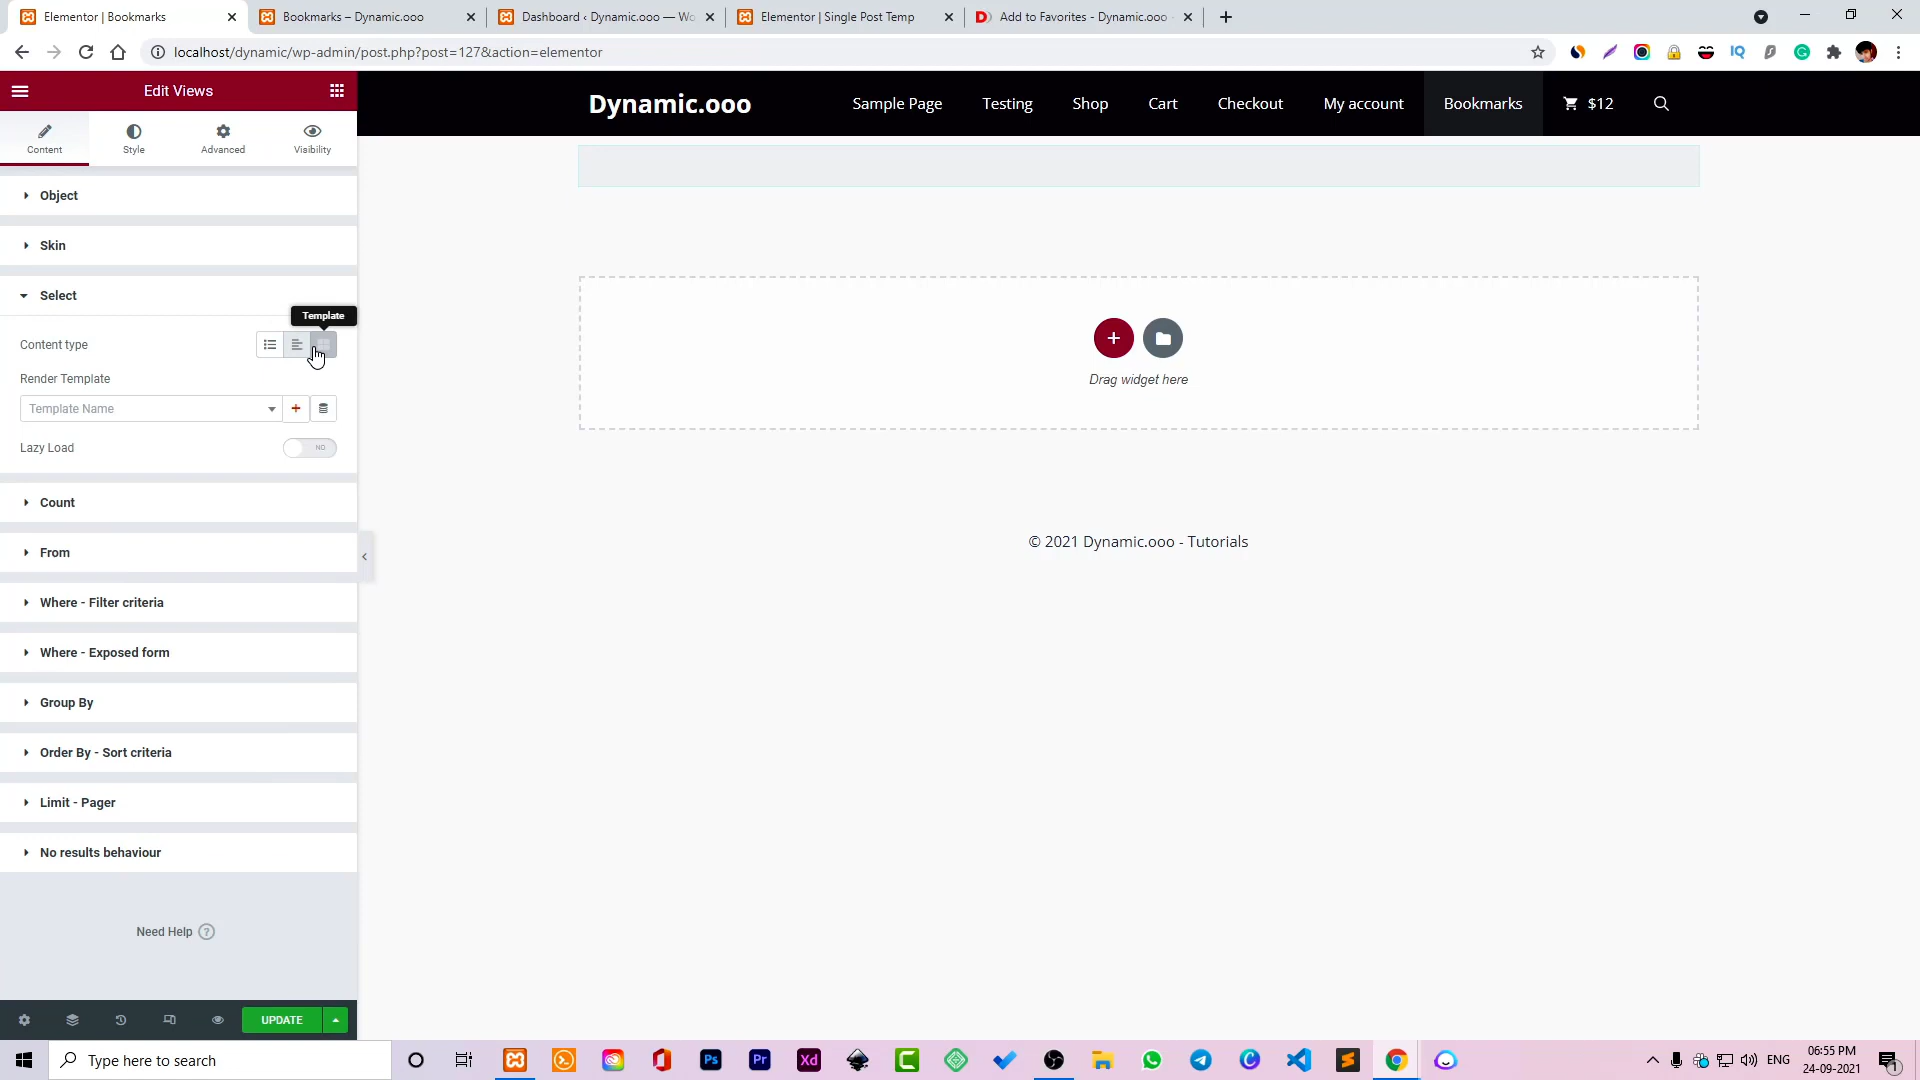 Elementor | Bookmarks
Bookmarks – Dynamic.ooo
Dashboard ‹ Dynamic.ooo — Wo
Elementor | Single Post Temp
Add to Favorites - Dynamic.ooo
localhost/dynamic/wp-admin/post.php?post=127&action=elementor
Edit Views
Content
Style
Advanced
Visibility
Dynamic.ooo
Sample Page
Testing
Shop
Cart
Checkout
My account
Bookmarks
$12
Object
Skin
Select
Template
Content type
Render Template
Template Name
Lazy Load
NO
Drag widget here
Count
From
Where - Filter criteria
Where - Exposed form
Group By
Order By - Sort criteria
Limit - Pager
No results behaviour
© 2021 Dynamic.ooo - Tutorials
Need Help
UPDATE
Type here to search
Ps
Pr
Xd
ENG
06:55 PM
24-09-2021
1